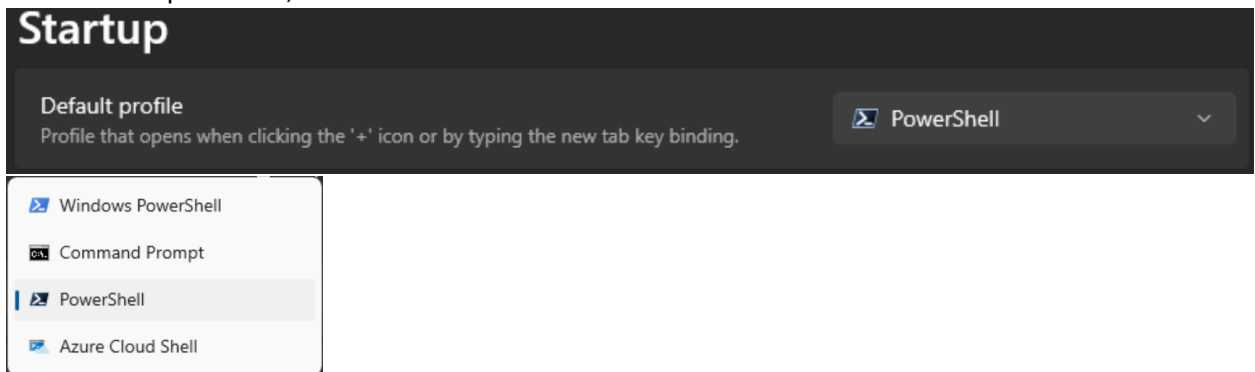 Startup
Default profile
Profile that opens when clicking the '+' icon or by typing the new tab key binding.
PowerShell
Windows PowerShell
Command Prompt
PowerShell
Azure Cloud Shell